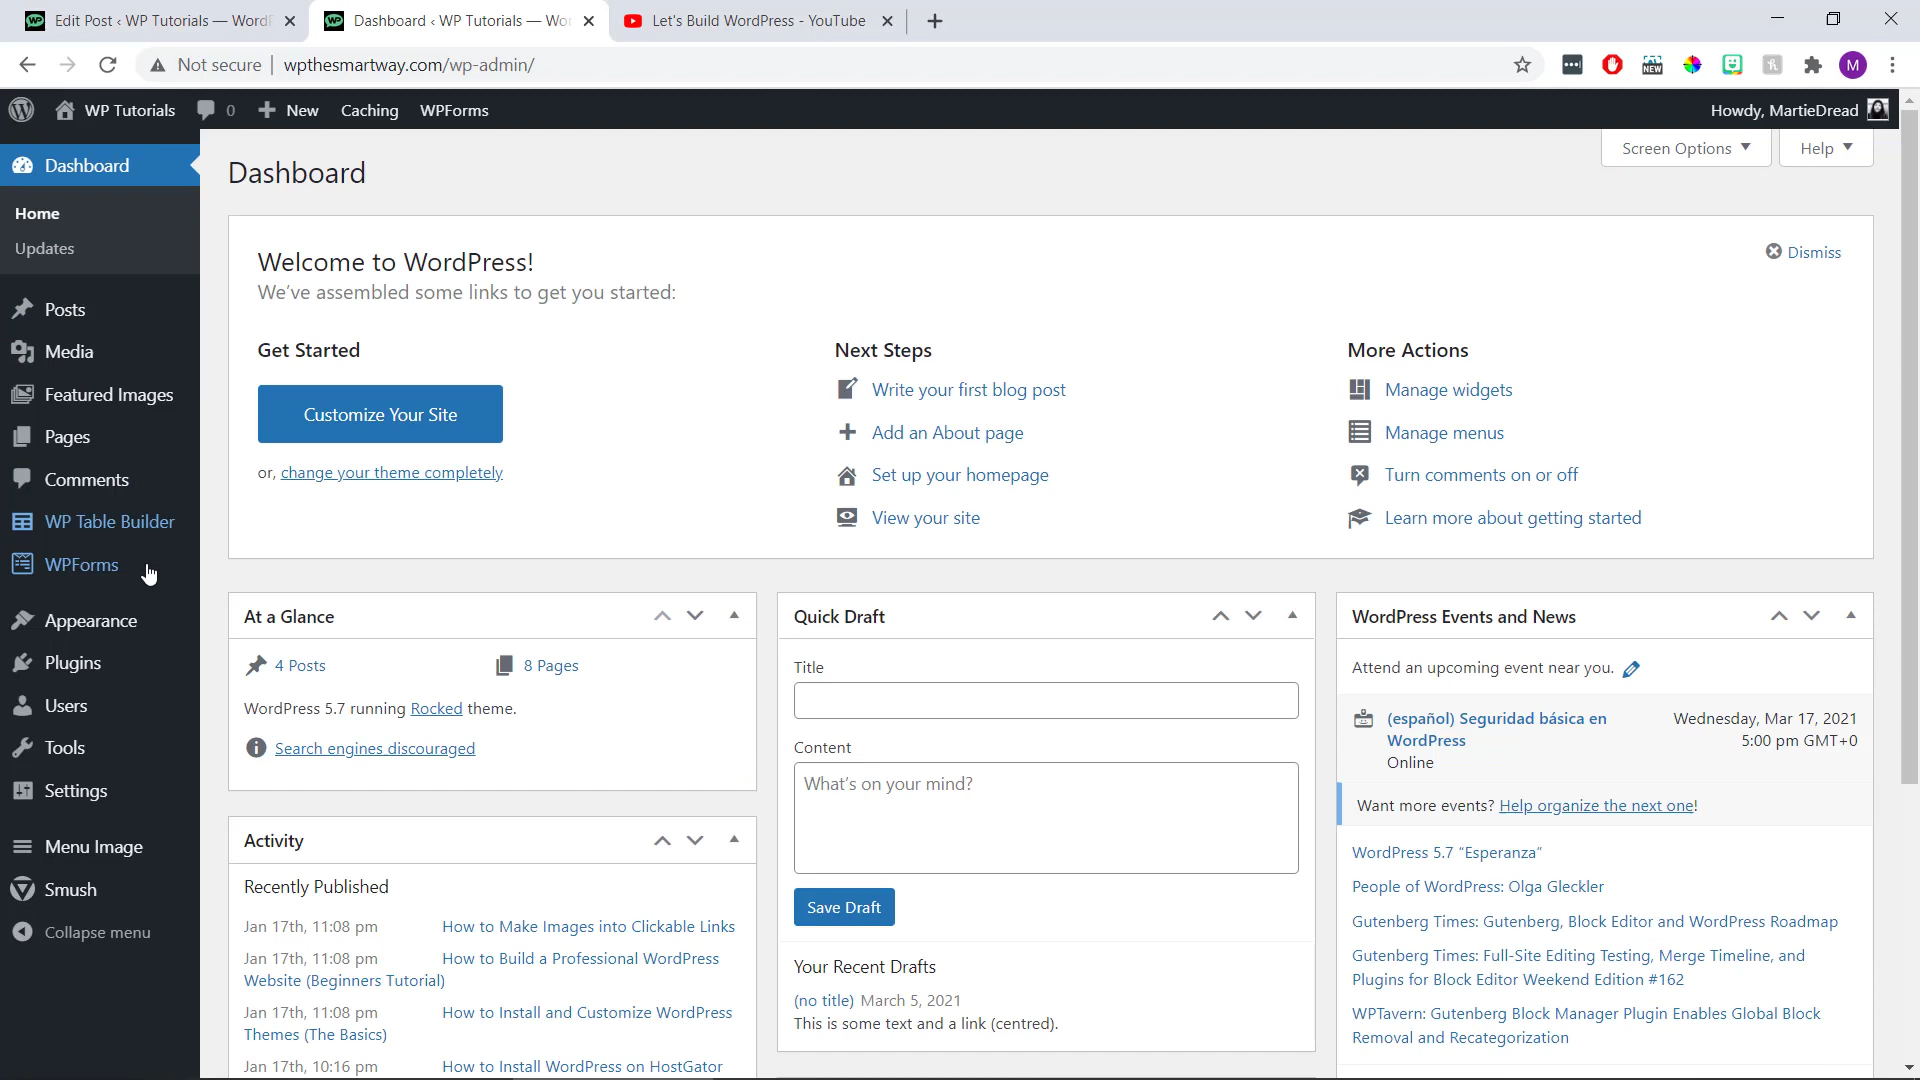 Edit Post ‹ WP Tutorials — Word
Dashboard ‹ WP Tutorials — Wor
Let's Build WordPress - YouTube
Not secure
wpthesmartway.com/wp-admin/
NEW
M
WP Tutorials
0
New
Caching
WPForms
Howdy, MartieDread
Dashboard
Home
Updates
Posts
Media
Featured Images
Pages
Comments
WP Table Builder
WPForms
Appearance
Plugins
Users
Tools
Settings
Menu Image
Smush
Collapse menu
Screen Options
Help
Dashboard
Welcome to WordPress!
We've assembled some links to get you started:
Dismiss
Get Started
Customize Your Site
or, change your theme completely
Next Steps
Write your first blog post
Add an About page
Set up your homepage
View your site
More Actions
Manage widgets
Manage menus
Turn comments on or off
Learn more about getting started
At a Glance
4 Posts
8 Pages
WordPress 5.7 running Rocked theme.
Search engines discouraged
Activity
Recently Published
Jan 17th, 11:08 pm How to Make Images into Clickable Links
Jan 17th, 11:08 pm How to Build a Professional WordPress
Website (Beginners Tutorial)
Jan 17th, 11:08 pm How to Install and Customize WordPress
Themes (The Basics)
Jan 17th, 10:16 pm How to Install WordPress on HostGator
Quick Draft
Title
Content
What's on your mind?
Save Draft
Your Recent Drafts
(no title) March 5, 2021
This is some text and a link (centred).
WordPress Events and News
Attend an upcoming event near you.
(español) Seguridad básica en Wednesday, Mar 17, 2021
WordPress 5:00 pm GMT+0
Online
Want more events? Help organize the next one!
WordPress 5.7 “Esperanza”
People of WordPress: Olga Gleckler
Gutenberg Times: Gutenberg, Block Editor and WordPress Roadmap
Gutenberg Times: Full-Site Editing Testing, Merge Timeline, and
Plugins for Block Editor Weekend Edition #162
WPTavern: Gutenberg Block Manager Plugin Enables Global Block
Removal and Recategorization